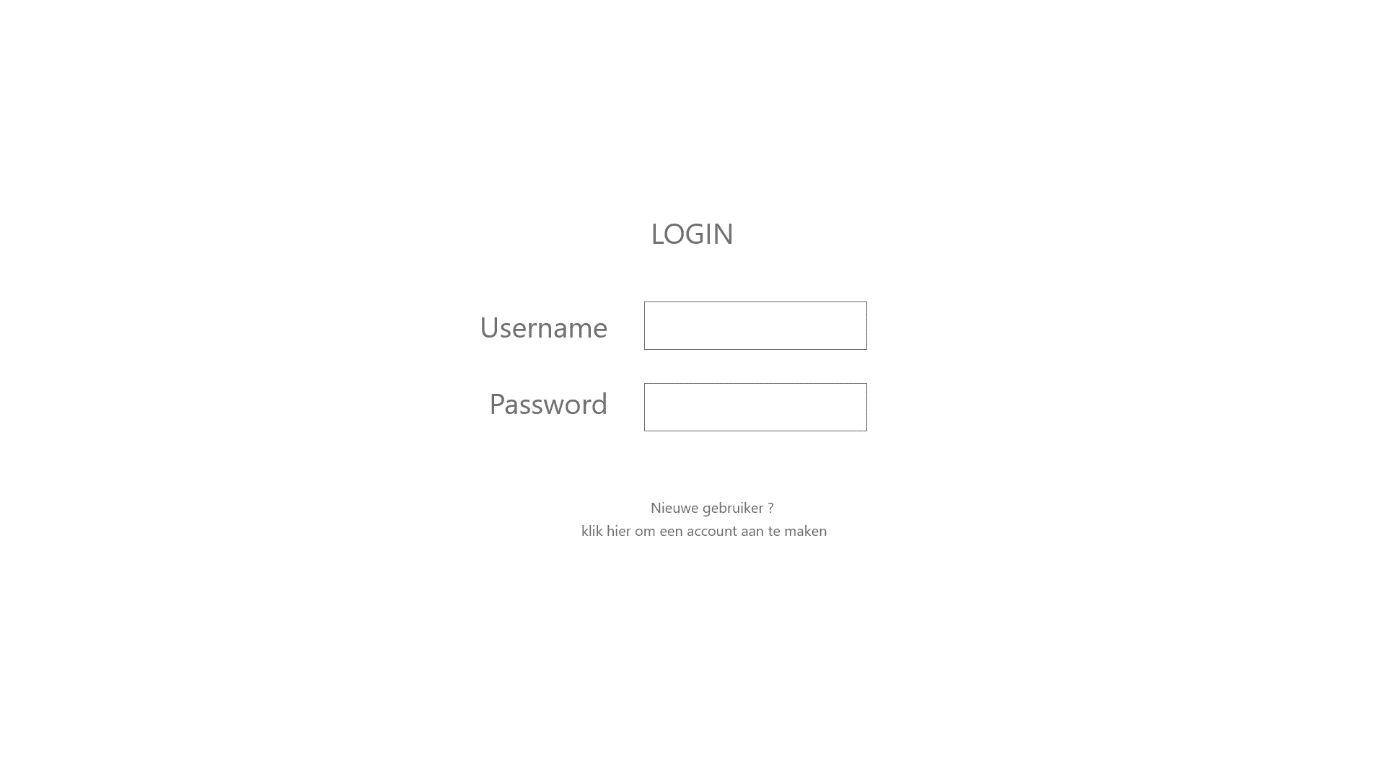 LOGIN
Username
Password
Nieuwe gebruiker ?
klik hier om een account aan te maken